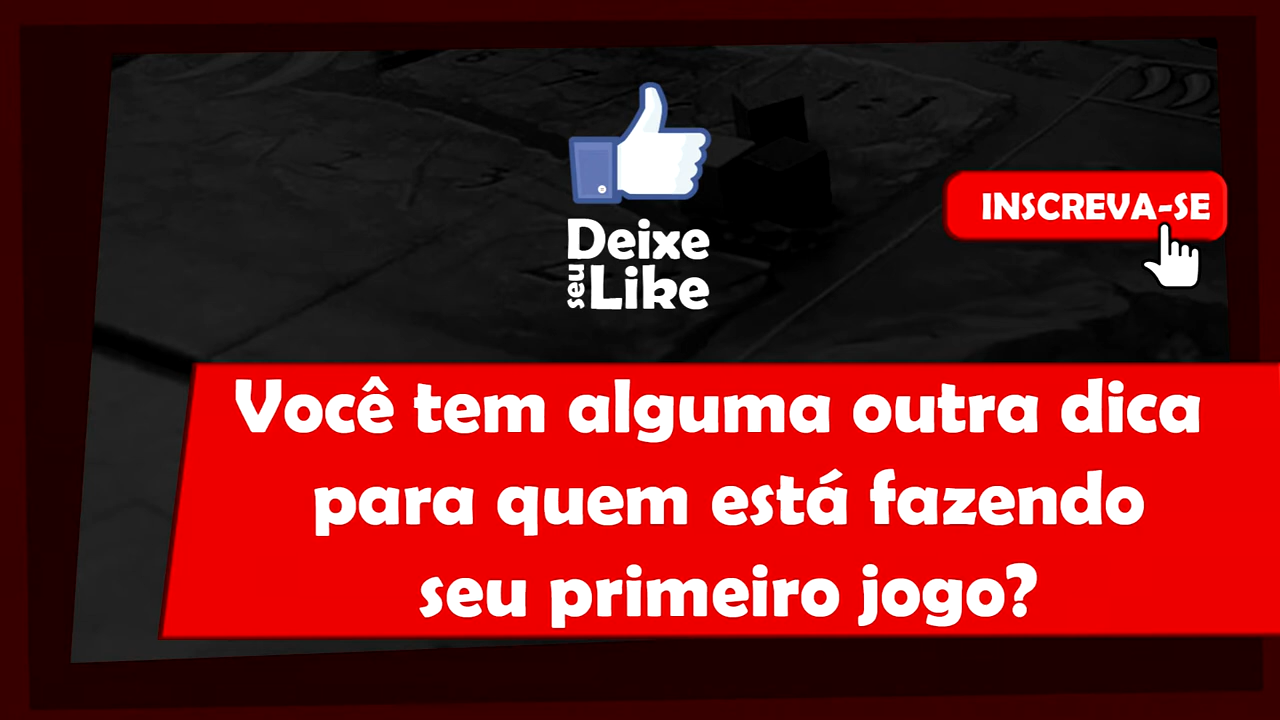 Deixe
seu Like
INSCREVA-SE
Você tem alguma outra dica
para quem está fazendo
seu primeiro jogo?